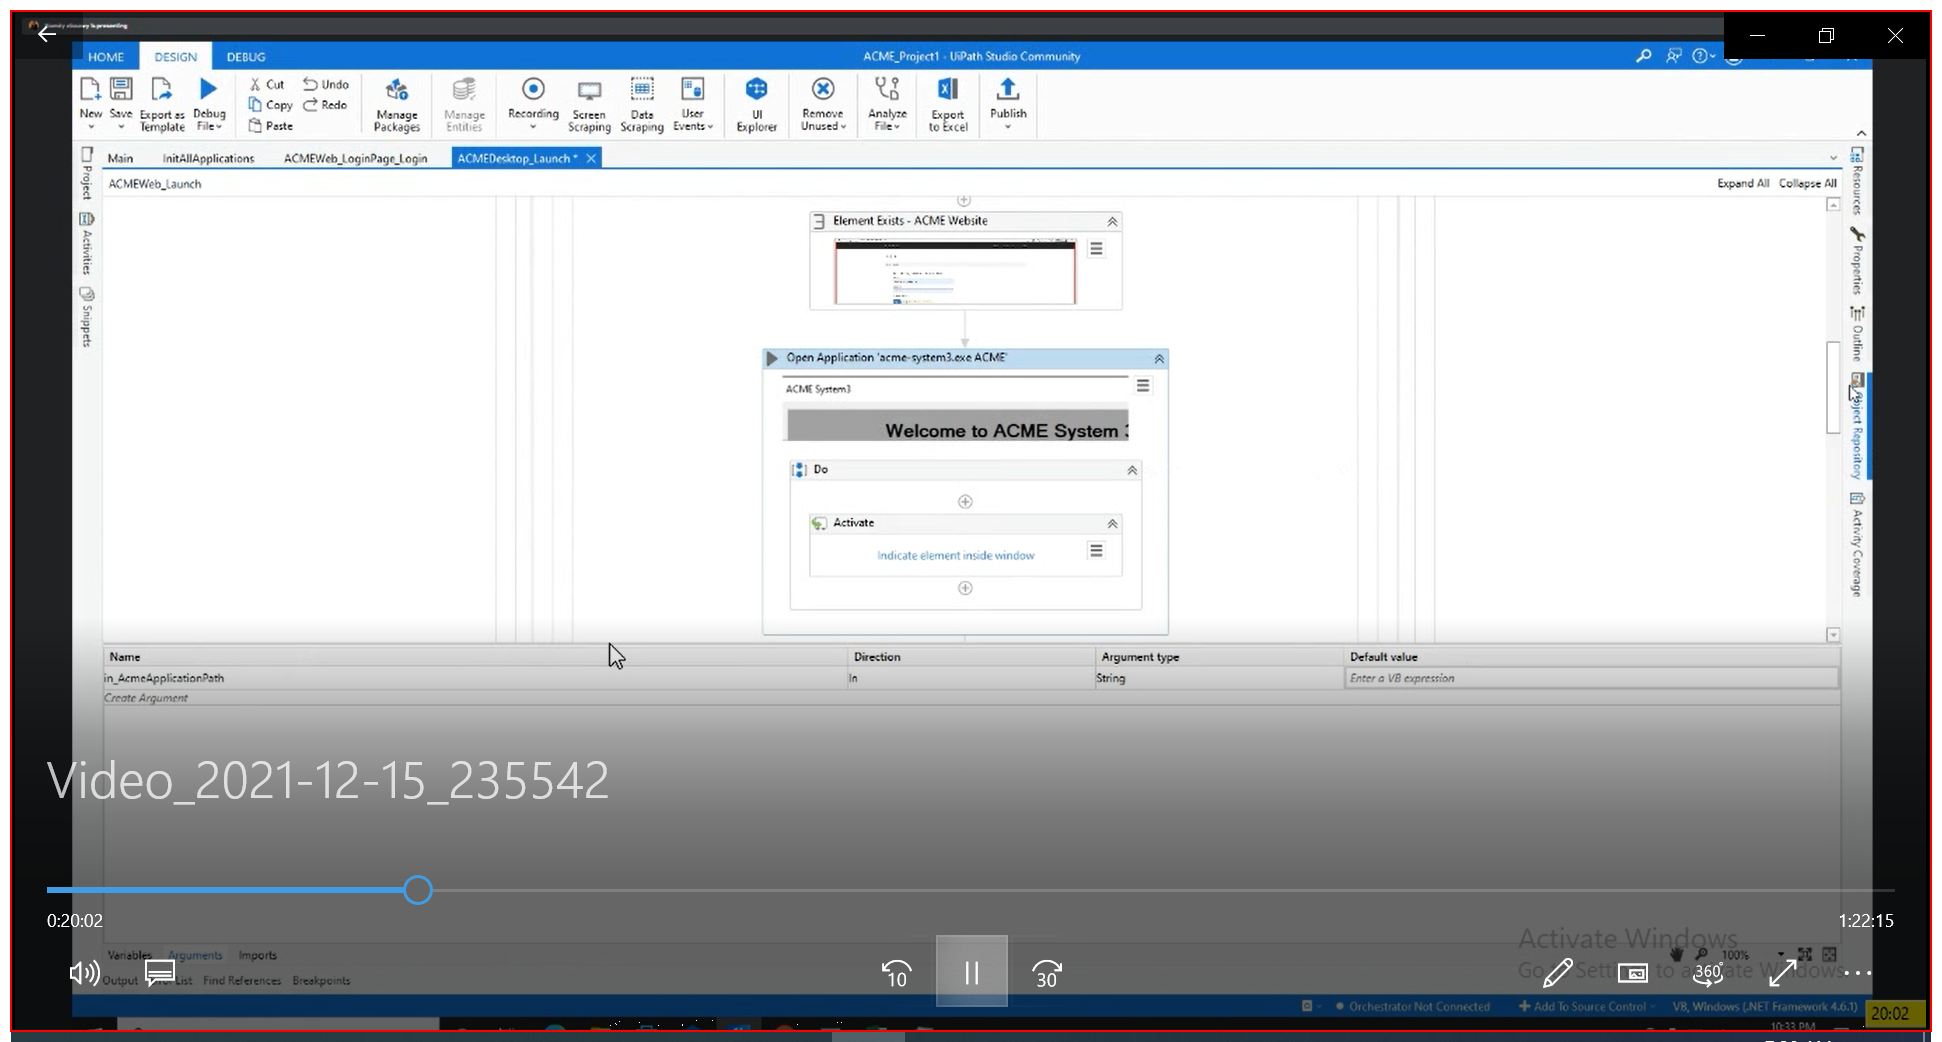 is presenting
HOME DESIGN DEBUG
ACME_Project1 - UiPath Studio Community
New Save Export as Template Debug File
Cut Copy Paste Undo Redo
Manage Packages
Manage Entities
Recording
Screen Scraping
Data Scraping
User Events
UI Explorer
Remove Unused
Analyze File
Export to Excel
Publish
Main InitAllApplications ACMEWeb_LoginPage_Login ACMEDesktop_Launch *
ACMEWeb_Launch
Expand All Collapse All
Project
Activities
Snippets
Resources
Properties
Outline
Object Repository
Activity Coverage
Element Exists - ACME Website
Open Application 'acme-system3.exe ACME'
ACME System3
Welcome to ACME System 3
Do
Activate
Indicate element inside window
Name Direction Argument type Default value
in_AcmeApplicationPath In String Enter a VB expression
Create Argument
Video_2021-12-15_235542
0:20:02 1:22:15
Variables Arguments Imports
100%
Activate Windows
Go to Settings to activate Windows.
Output Error List Find References Breakpoints
10 30 360°
Orchestrator Not Connected
Add To Source Control
VB, Windows (.NET Framework 4.6.1)
20:02
10:33 PM